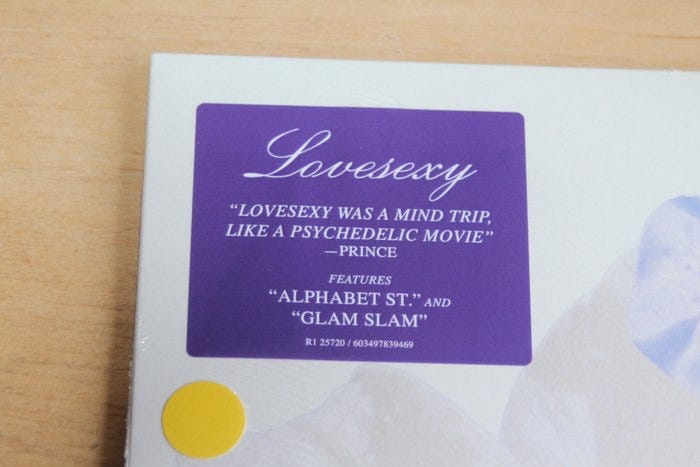 Lovesexy
“LOVESEXY WAS A MIND TRIP,
LIKE A PSYCHEDELIC MOVIE”
—PRINCE
FEATURES
“ALPHABET ST.” AND
“GLAM SLAM”
R1 25720 / 603497839469